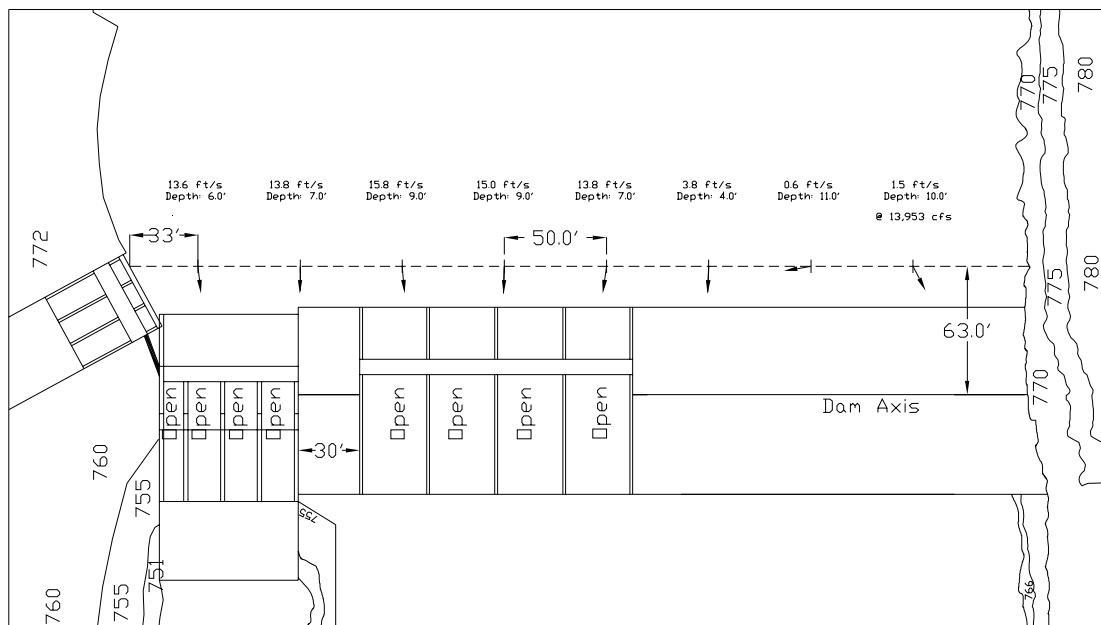 13.6 ft/s
Depth: 6.0'
13.8 ft/s
Depth: 7.0'
15.8 ft/s
Depth: 9.0'
15.0 ft/s
Depth: 9.0'
13.8 ft/s
Depth: 7.0'
3.8 ft/s
Depth: 4.0'
0.6 ft/s
Depth: 11.0'
1.5 ft/s
Depth: 10.0'
@ 13,953 cfs
770
775
780
33'
50.0'
772
775
780
63.0'
770
Dam Axis
Open
Open
Open
Open
Open
Open
Open
Open
30'
760
755
755
751
760
755
766